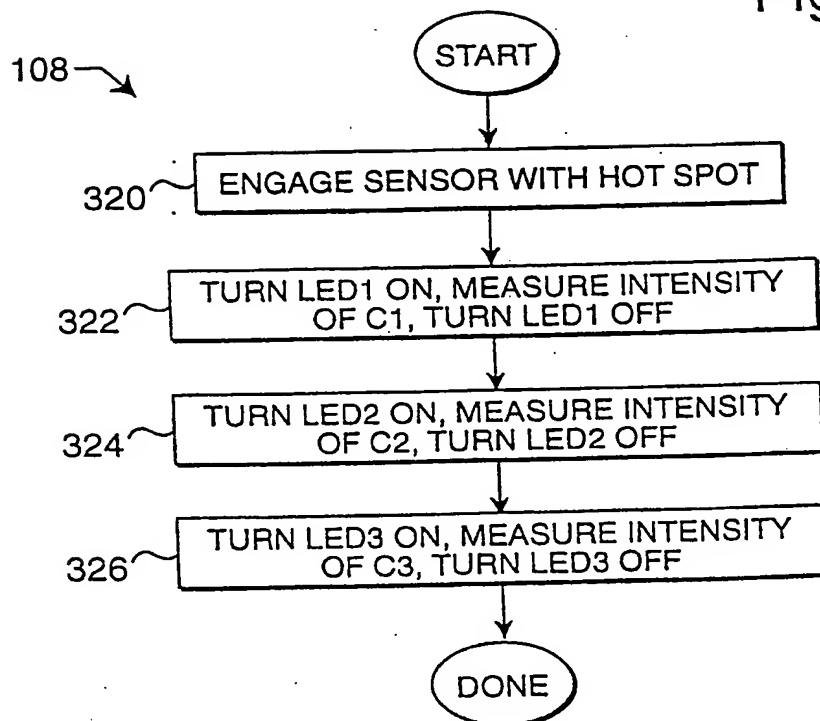 START
108
ENGAGE SENSOR WITH HOT SPOT
320
TURN LED1 ON, MEASURE INTENSITY
OF C1, TURN LED1 OFF
322
TURN LED2 ON, MEASURE INTENSITY
OF C2, TURN LED2 OFF
324
TURN LED3 ON, MEASURE INTENSITY
OF C3, TURN LED3 OFF
326
DONE